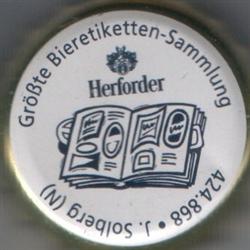 Größte Bieretiketten-Sammlung
Herforder
424.868 • J. Solberg (N)